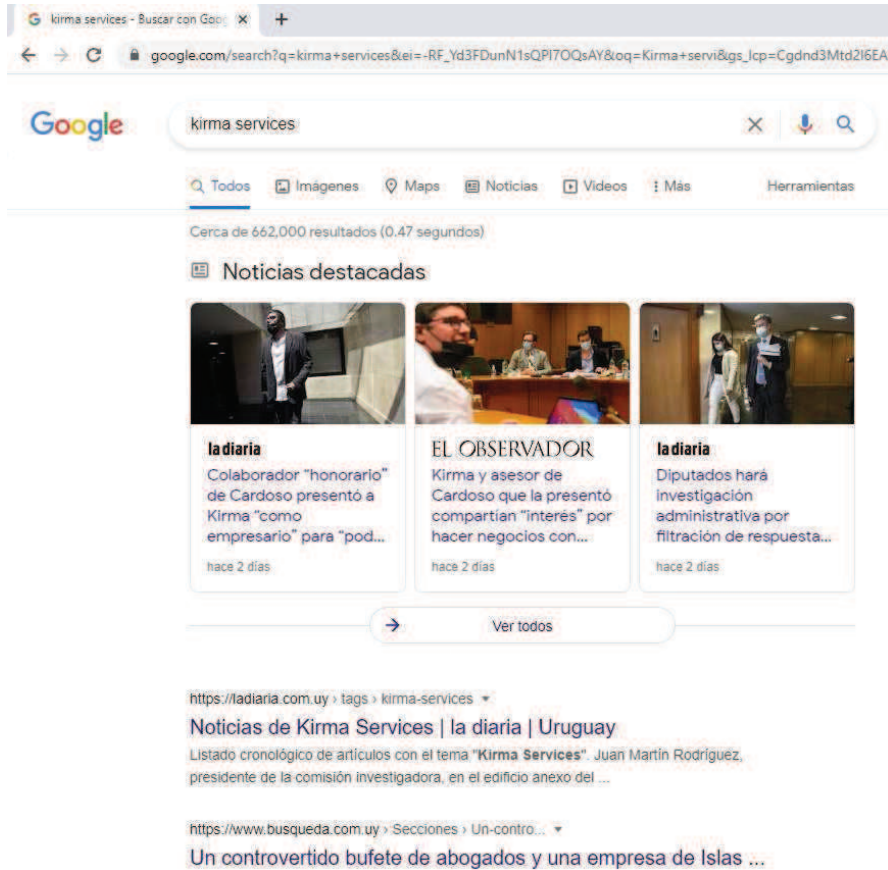 kirma services - Buscar con Goog
google.com/search?q=kirma+services&ei=-RF_Yd3FDunN1sQPl7OQsAY&oq=Kirma+servi&gs_lcp=Cgdnd3Mtd2l6EA
Google
kirma services
Todos Imágenes Maps Noticias Videos Más Herramientas
Cerca de 662,000 resultados (0.47 segundos)
Noticias destacadas
la diaria
Colaborador “honorario”
de Cardoso presentó a
Kirma “como
empresario” para “pod...
hace 2 días
EL OBSERVADOR
Kirma y asesor de
Cardoso que la presentó
compartían “interés” por
hacer negocios con...
hace 2 días
la diaria
Diputados hará
investigación
administrativa por
filtración de respuesta...
hace 2 días
Ver todos
https://ladiaria.com.uy › tags › kirma-services
Noticias de Kirma Services | la diaria | Uruguay
Listado cronológico de artículos con el tema "Kirma Services". Juan Martín Rodríguez,
presidente de la comisión investigadora, en el edificio anexo del ...
https://www.busqueda.com.uy › Secciones › Un-contro...
Un controvertido bufete de abogados y una empresa de Islas ...